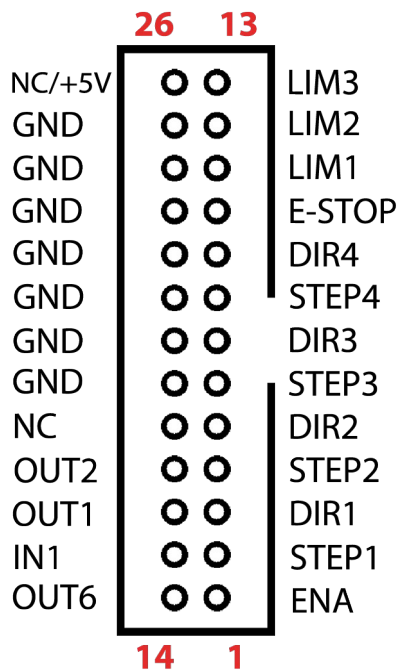 26 13
NC/+5V LIM3
GND LIM2
GND LIM1
GND E-STOP
GND DIR4
GND STEP4
GND DIR3
GND STEP3
NC DIR2
OUT2 STEP2
OUT1 DIR1
IN1 STEP1
OUT6 ENA
14 1